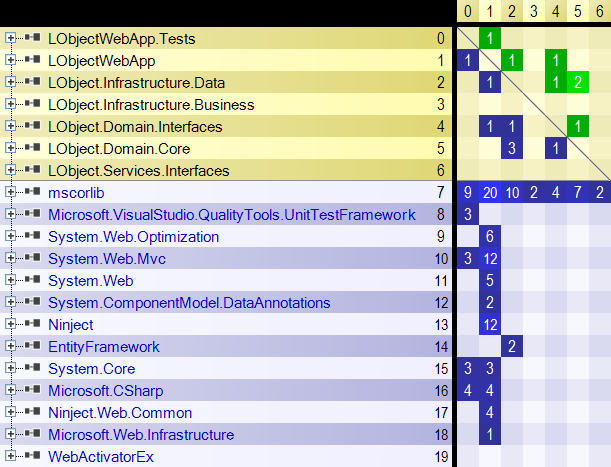 0 1 2 3 4 5 6
LObjectWebApp.Tests 0 1
LObjectWebApp 1 1 1 1
LObject.Infrastructure.Data 2 1 1 2
LObject.Infrastructure.Business 3
LObject.Domain.Interfaces 4 1 1 1
LObject.Domain.Core 5 3 1
LObject.Services.Interfaces 6
mscorlib 7 9 20 10 2 4 7 2
Microsoft.VisualStudio.QualityTools.UnitTestFramework 8 3
System.Web.Optimization 9 6
System.Web.Mvc 10 3 12
System.Web 11 5
System.ComponentModel.DataAnnotations 12 2
Ninject 13 12
EntityFramework 14 2
System.Core 15 3 3
Microsoft.CSharp 16 4 4
Ninject.Web.Common 17 4
Microsoft.Web.Infrastructure 18 1
WebActivatorEx 19